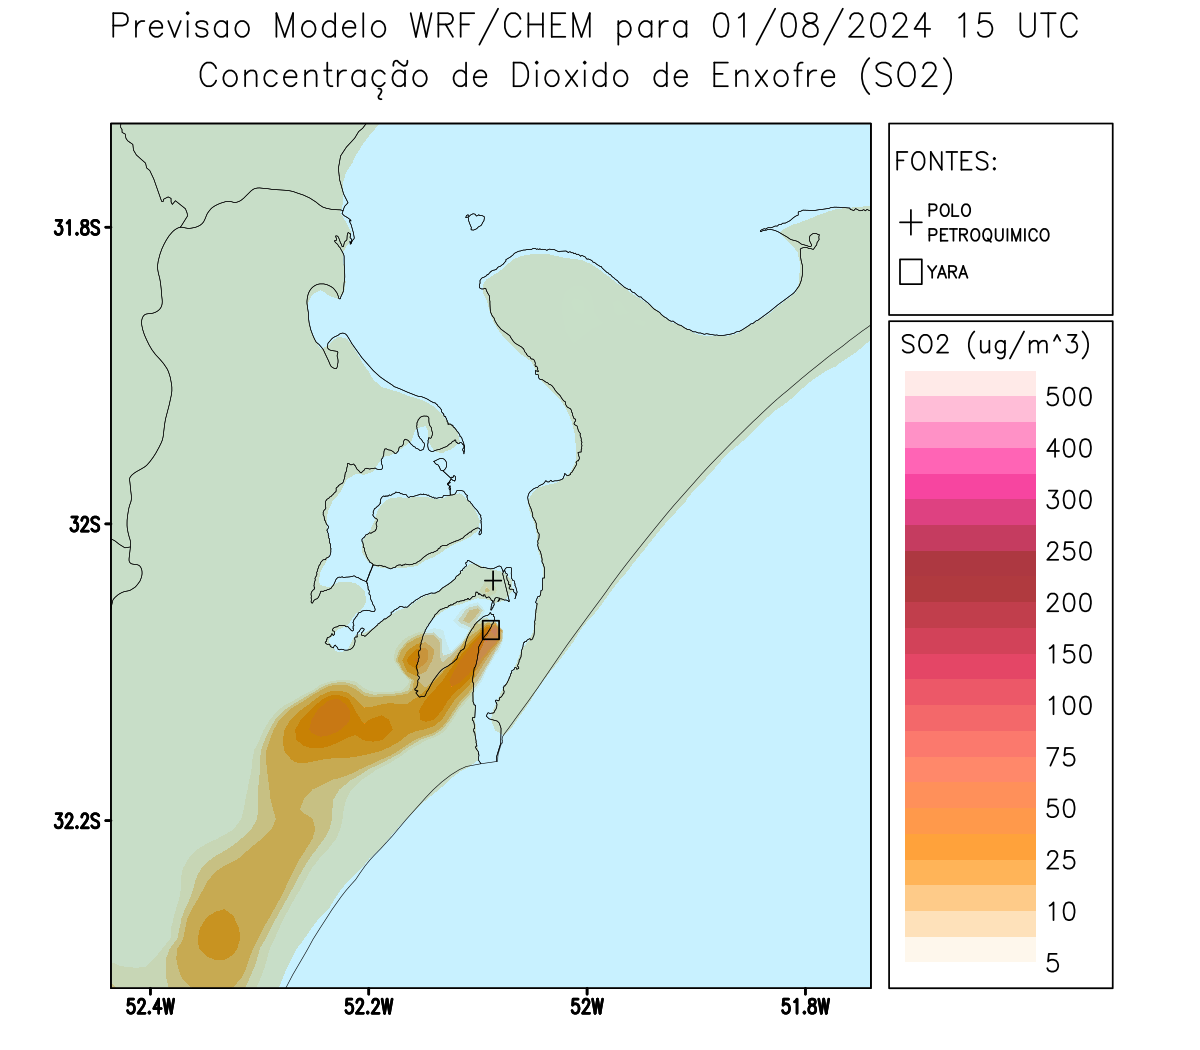 Previsao Modelo WRF/CHEM para 01/08/2024 15 UTC
Concentração de Dioxido de Enxofre (SO2)
FONTES:
POLO
PETROQUIMICO
YARA
31.8S
32S
32.2S
52.4W
52.2W
52W
51.8W
SO2 (ug/m^3)
500
400
300
250
200
150
100
75
50
25
10
5